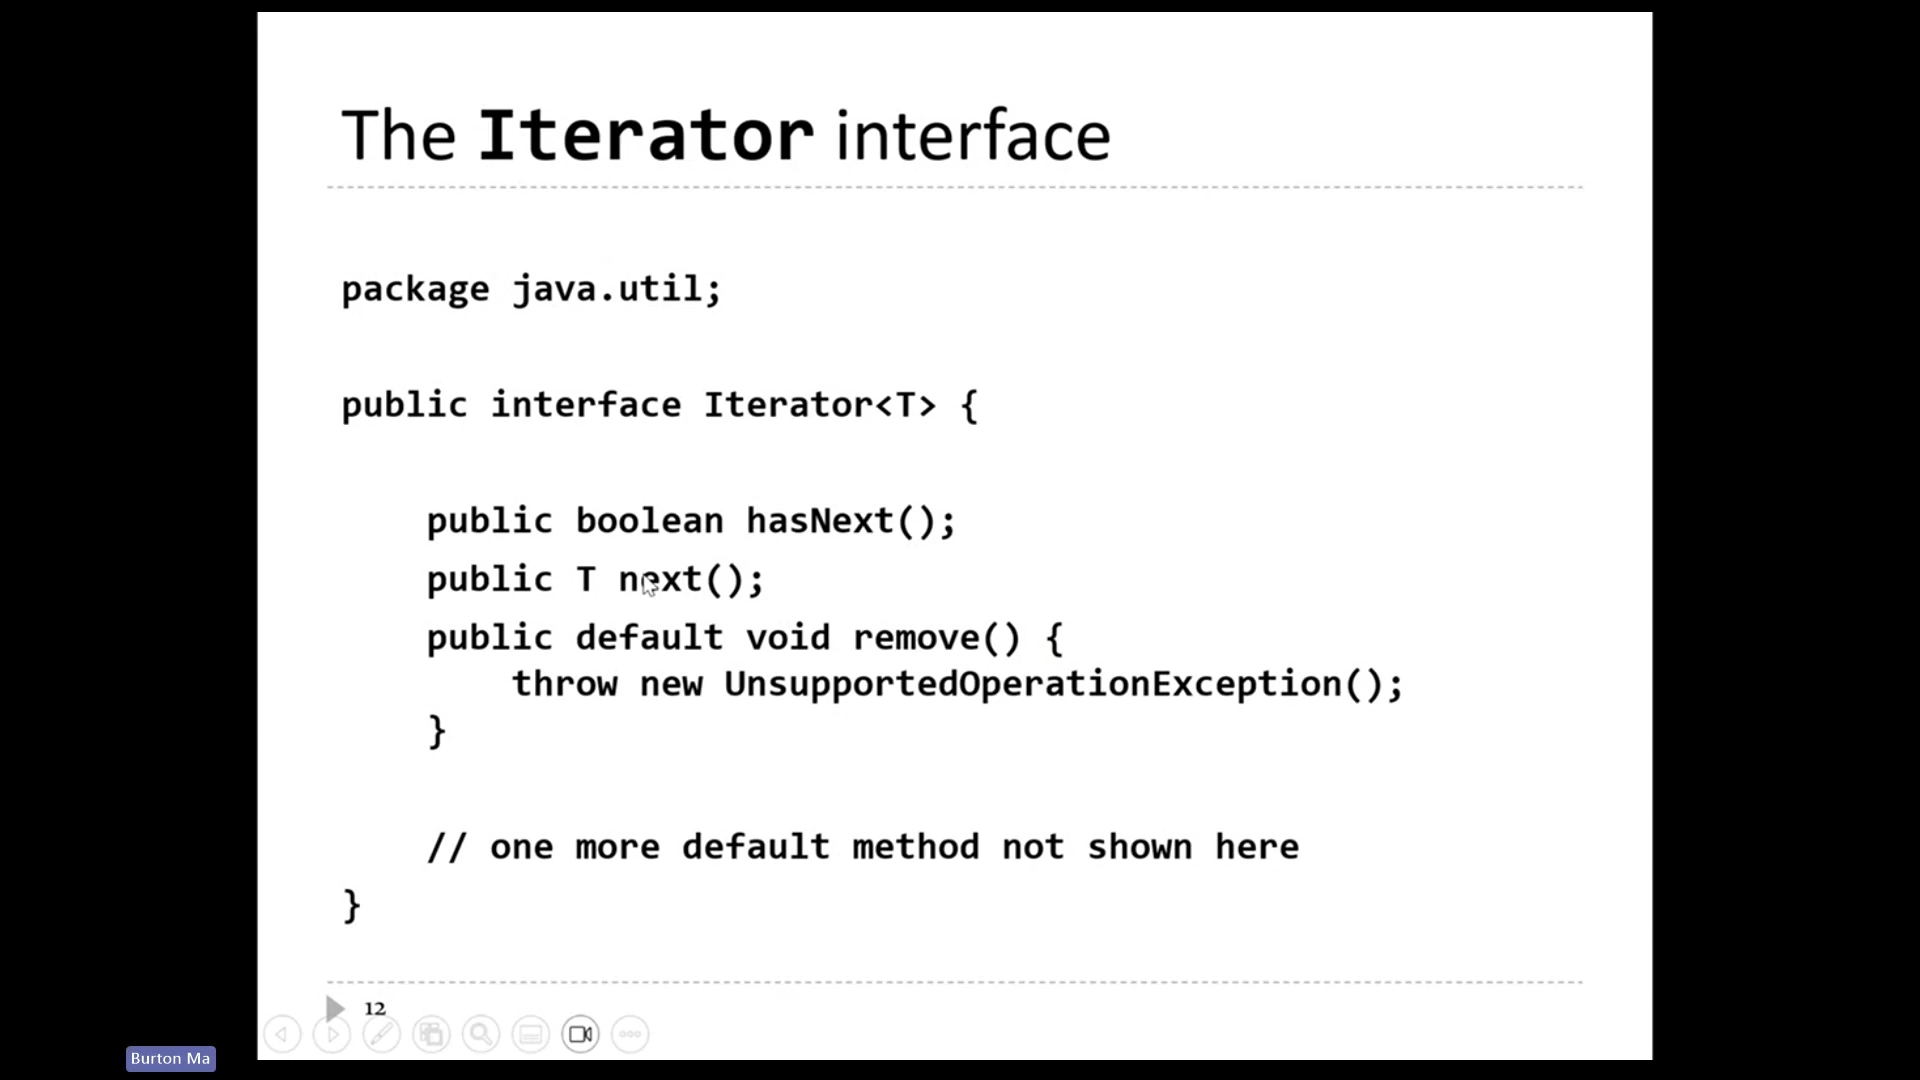 The Iterator interface
package java.util;
public interface Iterator<T> {
public boolean hasNext();
public T next();
public default void remove() {
throw new UnsupportedOperationException();
}
// one more default method not shown here
}
12
Burton Ma